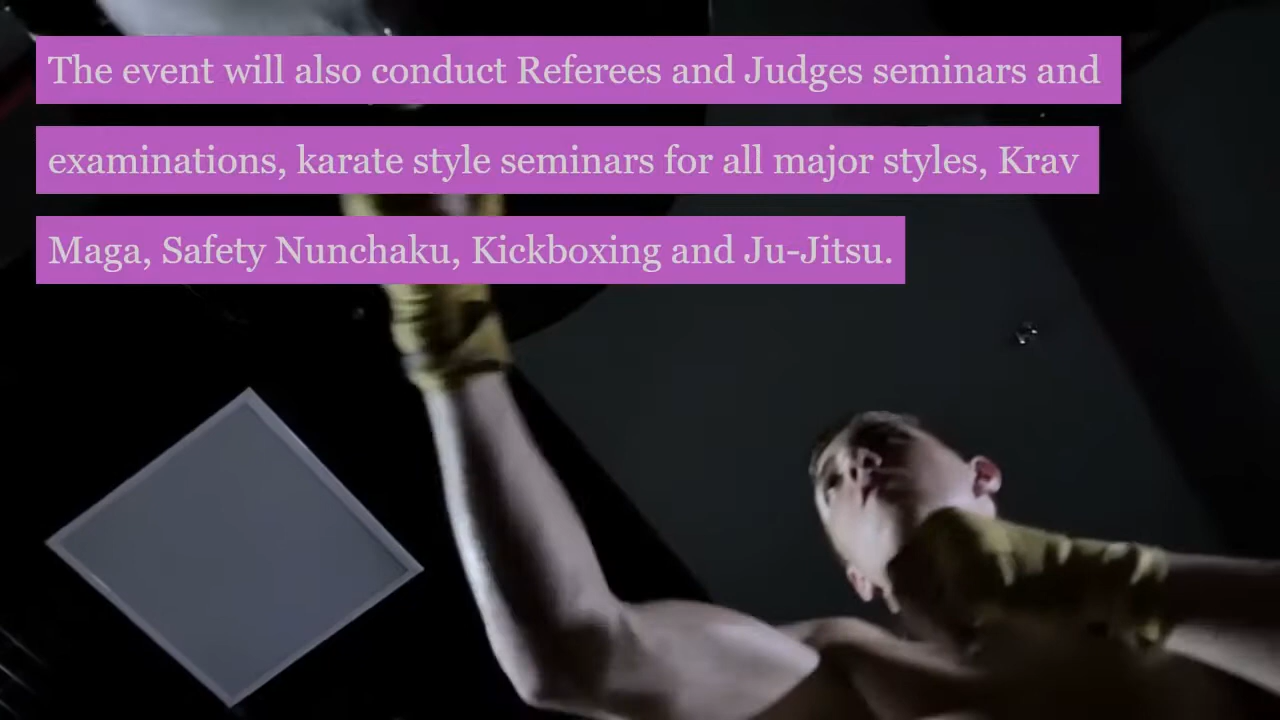 The event will also conduct Referees and Judges seminars and
examinations, karate style seminars for all major styles, Krav
Maga, Safety Nunchaku, Kickboxing and Ju-Jitsu.